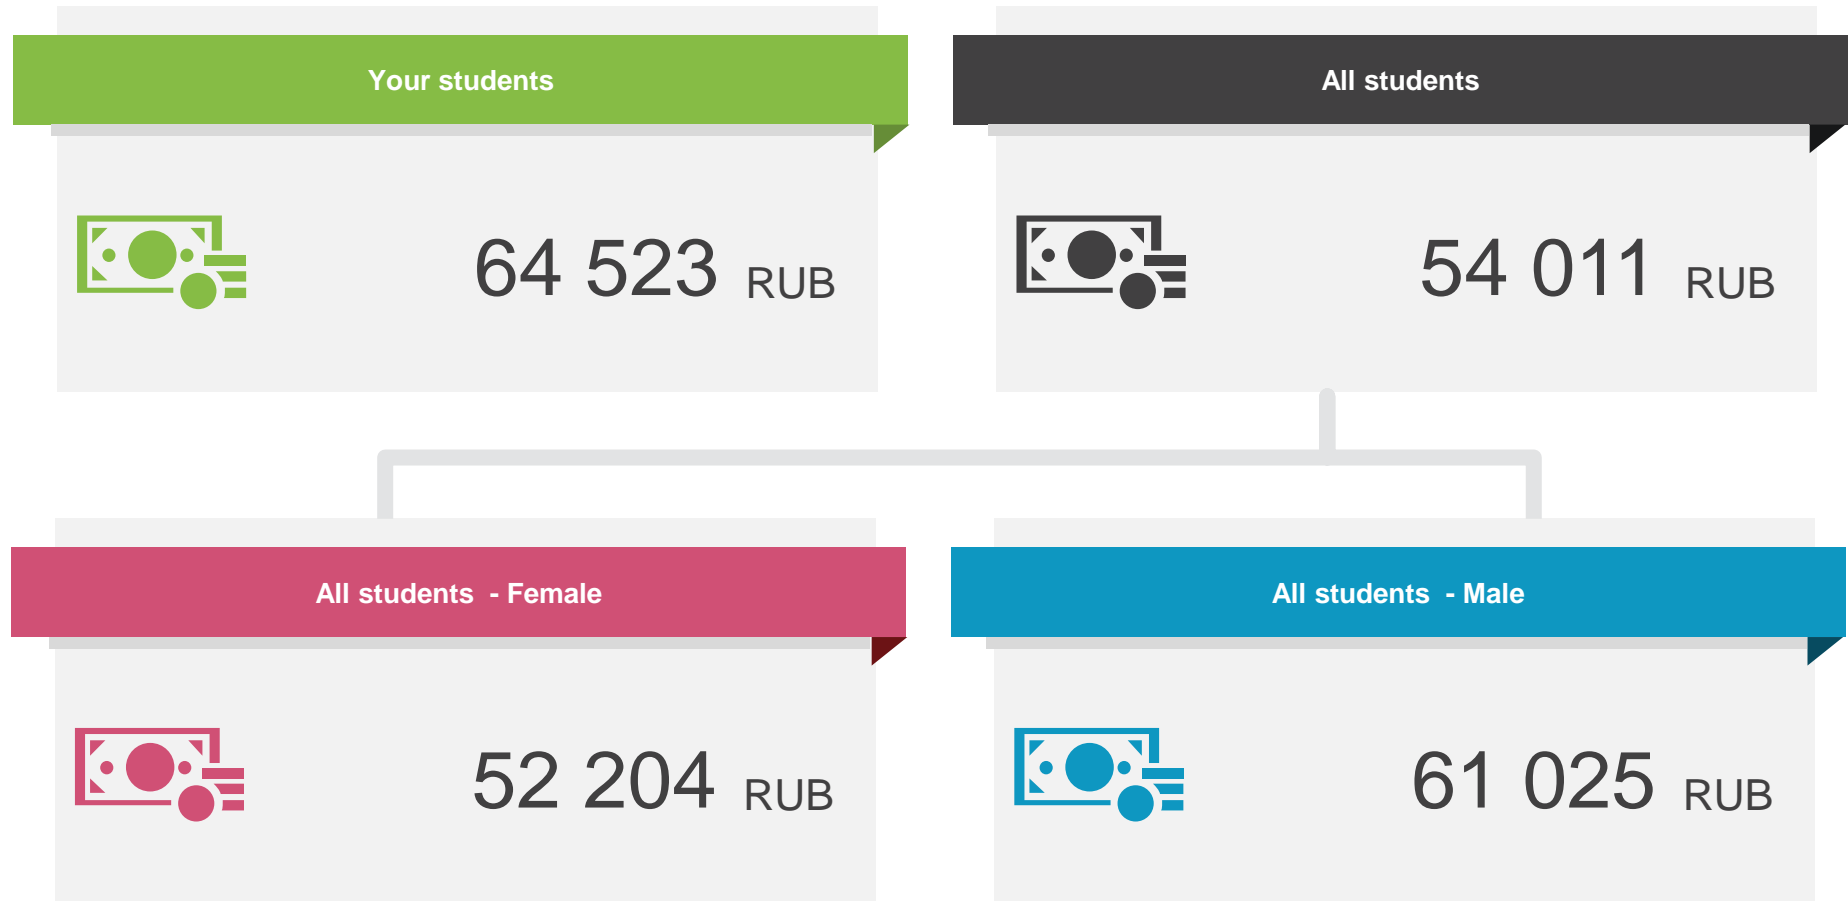 Your students
All students
64 523 RUB
54 011 RUB
All students - Female
All students - Male
52 204 RUB
61 025 RUB